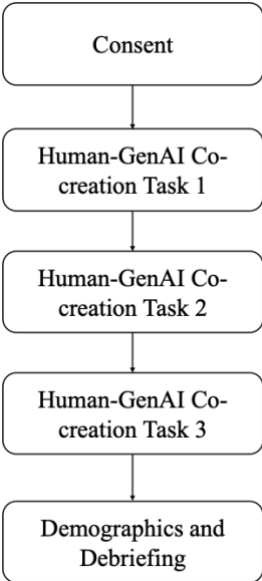 Consent
Human-GenAI Co-
creation Task 1
Human-GenAI Co-
creation Task 2
Human-GenAI Co-
creation Task 3
Demographics and
Debriefing